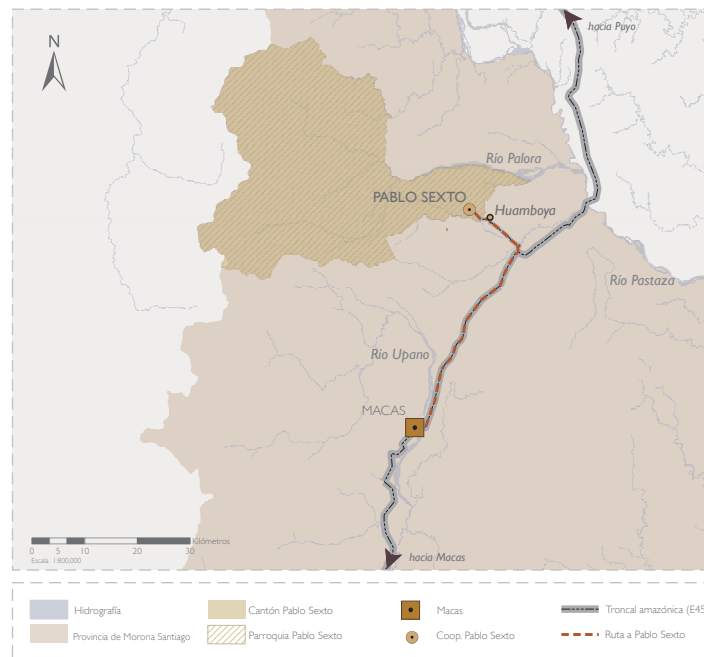 N
hacia Puyo
Río Palora
PABLO SEXTO
Huamboya
Río Pastaza
Río Upano
MACAS
Kilómetros
0 5 10 20 30
Escala 1:800,000
hacia Macas
Hidrografía
Cantón Pablo Sexto
Macas
Troncal amazónica (E45
Provincia de Morona Santiago
Parroquia Pablo Sexto
Coop. Pablo Sexto
Ruta a Pablo Sexto